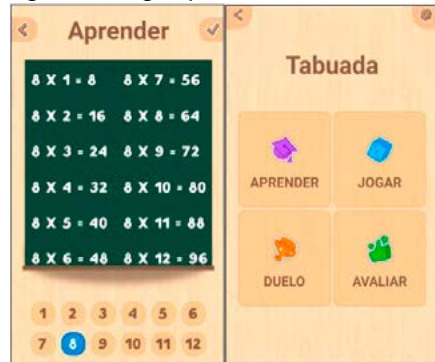 Aprender
8 X 1 = 8 8 X 7 = 56
8 X 2 = 16 8 X 8 = 64
8 X 3 = 24 8 X 9 = 72
8 X 4 = 32 8 X 10 = 80
8 X 5 = 40 8 X 11 = 88
8 X 6 = 48 8 X 12 = 96
1 2 3 4 5 6
7 8 9 10 11 12
Tabuada
APRENDER JOGAR
DUELO AVALIAR